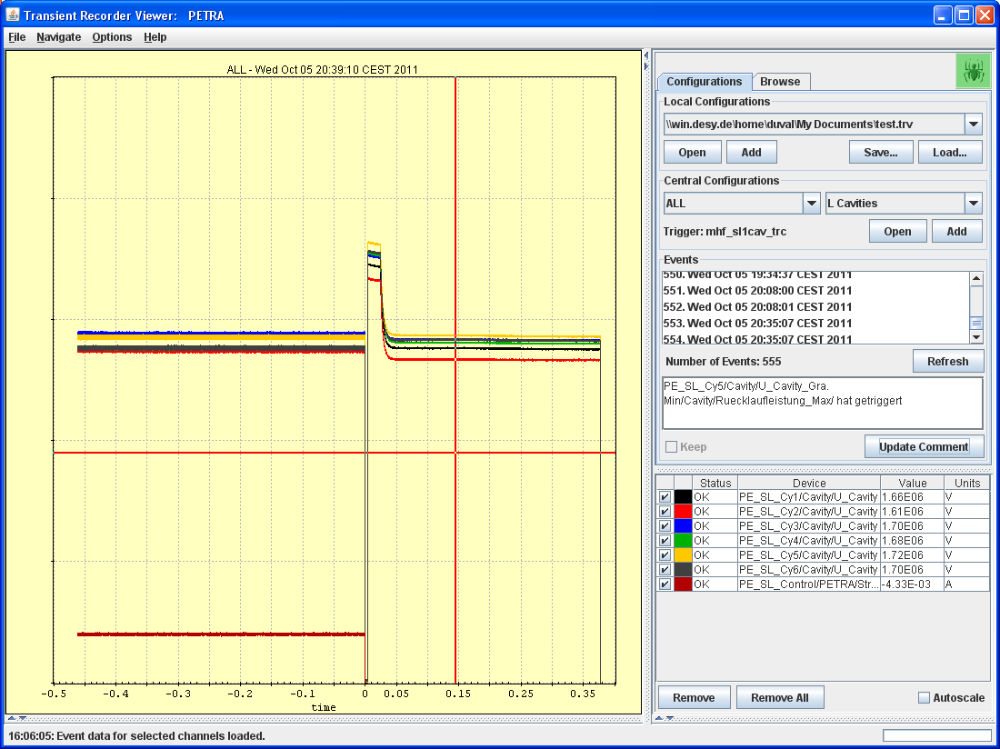 Transient Recorder Viewer: PETRA
File Navigate Options Help
ALL - Wed Oct 05 20:39:10 CEST 2011
-0.5 -0.4 -0.3 -0.2 -0.1 0 0.05 0.15 0.25 0.35
time
Configurations Browse
Local Configurations
\\win.desy.de\home\duval\My Documents\test.trv
Open Add Save... Load...
Central Configurations
ALL L Cavities
Trigger: mhf_sl1cav_trc Open Add
Events
550. Wed Oct 05 19:34:37 CEST 2011
551. Wed Oct 05 20:08:00 CEST 2011
552. Wed Oct 05 20:08:01 CEST 2011
553. Wed Oct 05 20:35:07 CEST 2011
554. Wed Oct 05 20:35:07 CEST 2011
Number of Events: 555 Refresh
PE_SL_Cy5/Cavity/U_Cavity_Gra.
Min/Cavity/Ruecklaufleistung_Max/ hat getriggert
Keep Update Comment
Status Device Value Units
OK PE_SL_Cy1/Cavity/U_Cavity 1.66E06 V
OK PE_SL_Cy2/Cavity/U_Cavity 1.61E06 V
OK PE_SL_Cy3/Cavity/U_Cavity 1.70E06 V
OK PE_SL_Cy4/Cavity/U_Cavity 1.68E06 V
OK PE_SL_Cy5/Cavity/U_Cavity 1.72E06 V
OK PE_SL_Cy6/Cavity/U_Cavity 1.70E06 V
OK PE_SL_Control/PETRA/Str... -4.33E-03 A
Remove Remove All Autoscale
16:06:05: Event data for selected channels loaded.